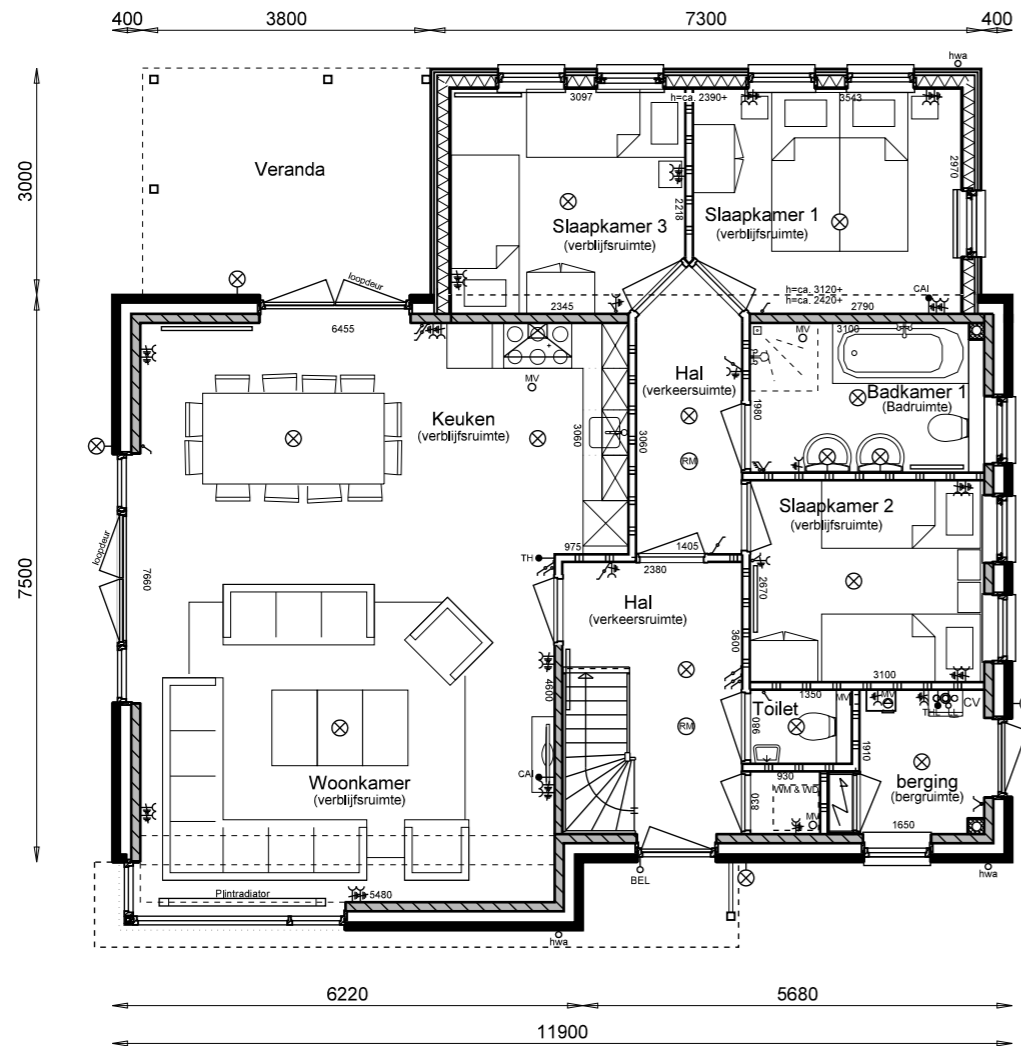 400
3800
7300
400
hwa
3097
h=ca. 2390+
3543
3000
Veranda
2970
2218
Slaapkamer 3
(verblijfsruimte)
Slaapkamer 1
(verblijfsruimte)
loopdeur
h=ca. 3120+
h=ca. 2420+
CAI
2345
2790
6455
MV
3100
Hal
(verkeersruimte)
MV
Badkamer 1
(Badruimte)
Keuken
(verblijfsruimte)
1980
3060
3060
RM
Slaapkamer 2
(verblijfsruimte)
loopdeur
7500
7660
TH
975
1405
2380
2670
Hal
(verkeersruimte)
3600
3100
4600
1350
MV
MV
CV
Toilet
TH
RM
980
1910
CAI
Woonkamer
(verblijfsruimte)
930
WM & WD
berging
(bergruimte)
830
MV
1650
BEL
hwa
Plintradiator
5480
hwa
6220
5680
11900